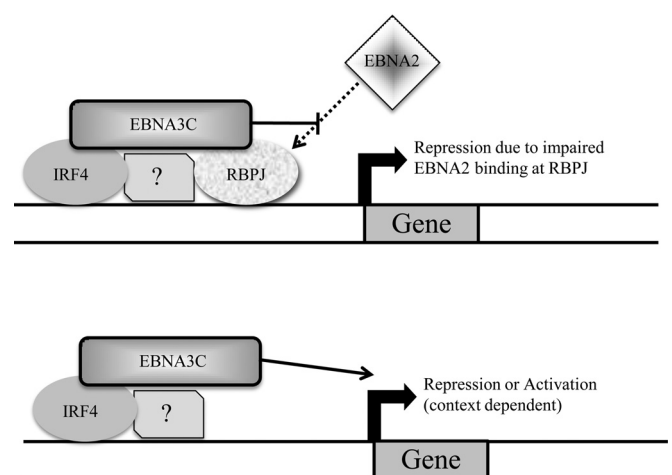 EBNA2
EBNA3C
IRF4
?
RBPJ
Repression due to impaired
EBNA2 binding at RBPJ
Gene
EBNA3C
IRF4
?
Repression or Activation
(context dependent)
Gene